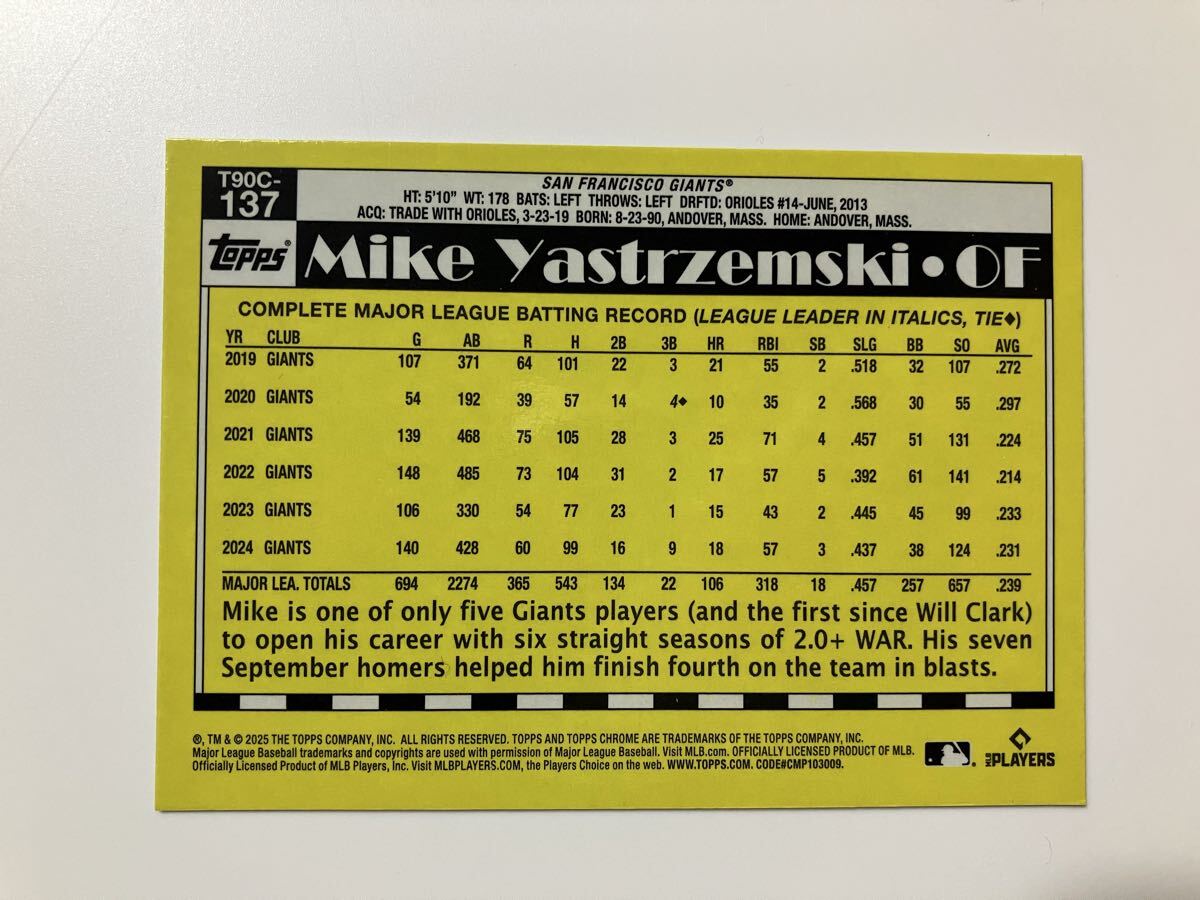 T90C-
137
SAN FRANCISCO GIANTS®
HT: 5'10" WT: 178 BATS: LEFT THROWS: LEFT DRFTD: ORIOLES #14-JUNE, 2013
ACQ: TRADE WITH ORIOLES, 3-23-19 BORN: 8-23-90, ANDOVER, MASS. HOME: ANDOVER, MASS.
topps® Mike Yastrzemski • OF
COMPLETE MAJOR LEAGUE BATTING RECORD (LEAGUE LEADER IN ITALICS, TIE♦)
YR CLUB G AB R H 2B 3B HR RBI SB SLG BB SO AVG
2019 GIANTS 107 371 64 101 22 3 21 55 2 .518 32 107 .272
2020 GIANTS 54 192 39 57 14 4♦ 10 35 2 .568 30 55 .297
2021 GIANTS 139 468 75 105 28 3 25 71 4 .457 51 131 .224
2022 GIANTS 148 485 73 104 31 2 17 57 5 .392 61 141 .214
2023 GIANTS 106 330 54 77 23 1 15 43 2 .445 45 99 .233
2024 GIANTS 140 428 60 99 16 9 18 57 3 .437 38 124 .231
MAJOR LEA. TOTALS 694 2274 365 543 134 22 106 318 18 .457 257 657 .239
Mike is one of only five Giants players (and the first since Will Clark)
to open his career with six straight seasons of 2.0+ WAR. His seven
September homers helped him finish fourth on the team in blasts.
®, TM & © 2025 THE TOPPS COMPANY, INC. ALL RIGHTS RESERVED. TOPPS AND TOPPS CHROME ARE TRADEMARKS OF THE TOPPS COMPANY, INC.
Major League Baseball trademarks and copyrights are used with permission of Major League Baseball. Visit MLB.com. OFFICIALLY LICENSED PRODUCT OF MLB.
Officially Licensed Product of MLB Players, Inc. Visit MLBPLAYERS.COM, the Players Choice on the web. WWW.TOPPS.COM. CODE#CMP103009.
MLB PLAYERS